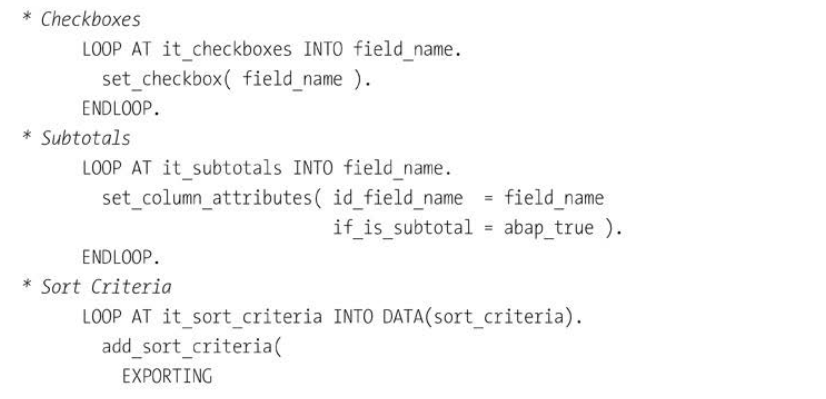 * Checkboxes
LOOP AT it_checkboxes INTO field_name.
set_checkbox( field_name ).
ENDLOOP.
* Subtotals
LOOP AT it_subtotals INTO field_name.
set_column_attributes( id_field_name = field_name
if_is_subtotal = abap_true ).
ENDLOOP.
* Sort Criteria
LOOP AT it_sort_criteria INTO DATA(sort_criteria).
add_sort_criteria(
EXPORTING